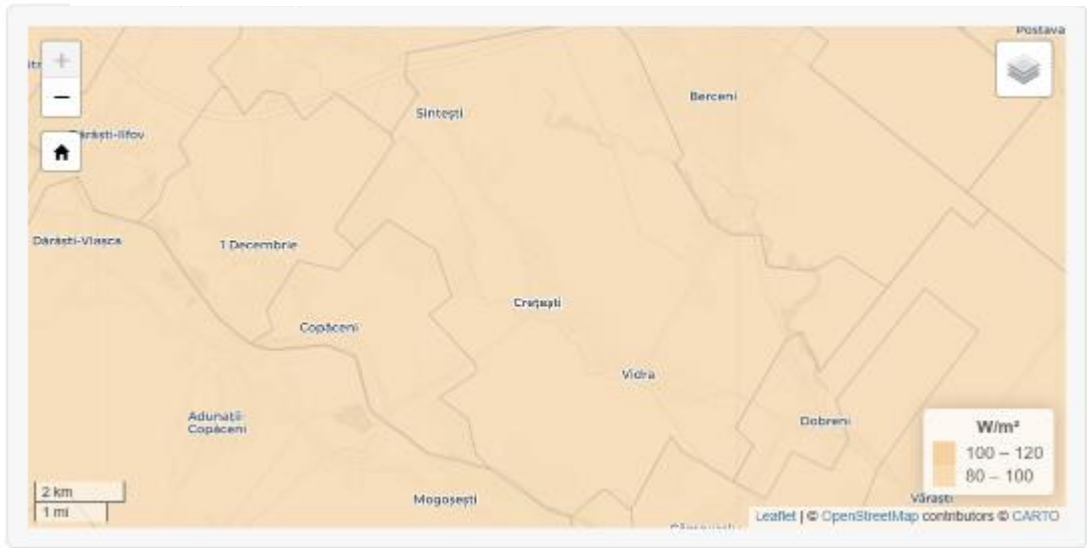 Postava
+
Berceni
Sintești
−
Dărăști-Ilfov
Dărăști-Vlasca
1 Decembrie
Crețești
Copăceni
Vidra
Adunații-
Copăceni
Dobreni
W/m²
100 – 120
80 – 100
2 km
1 mi
Mogoșești
Vărăști
Leaflet | © OpenStreetMap contributors © CARTO